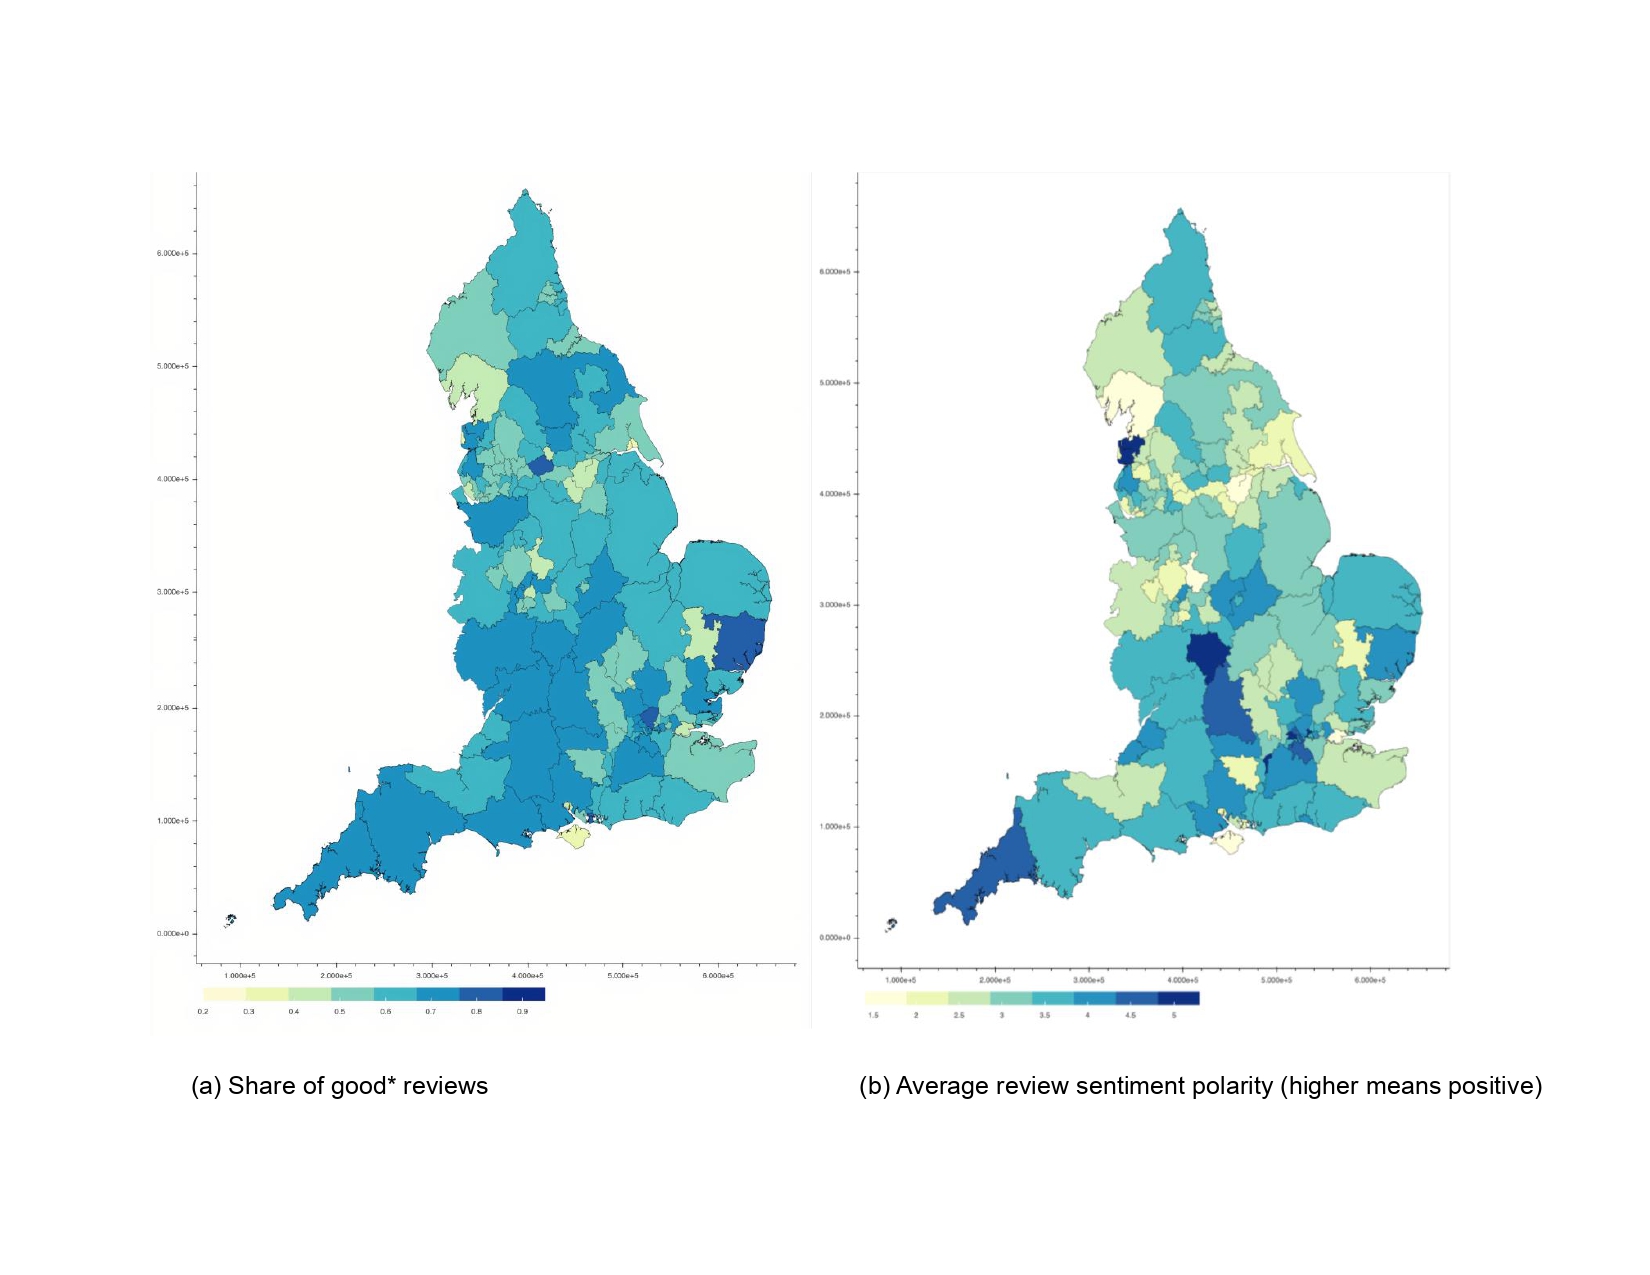 6.000e+5
5.000e+5
4.000e+5
3.000e+5
2.000e+5
1.000e+5
0.000e+0
1.000e+5 2.000e+5 3.000e+5 4.000e+5 5.000e+5 6.000e+5
0.2 0.3 0.4 0.5 0.6 0.7 0.8 0.9
(a) Share of good* reviews
6.000e+5
5.000e+5
4.000e+5
3.000e+5
2.000e+5
1.000e+5
0.000e+0
1.000e+5 2.000e+5 3.000e+5 4.000e+5 5.000e+5 6.000e+5
1.5 2 2.5 3 3.5 4 4.5 5
(b) Average review sentiment polarity (higher means positive)